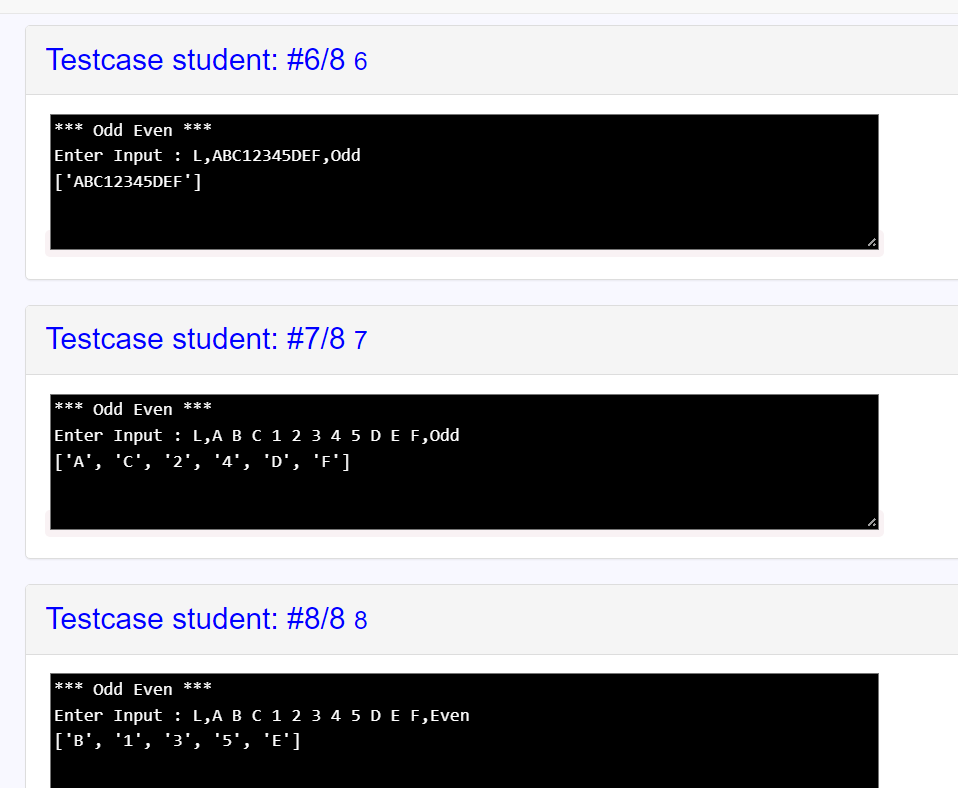 Testcase student: #6/8 6
*** Odd Even ***
Enter Input : L,ABC12345DEF,Odd
['ABC12345DEF']
Testcase student: #7/8 7
*** Odd Even ***
Enter Input : L,A B C 1 2 3 4 5 D E F,Odd
['A', 'C', '2', '4', 'D', 'F']
Testcase student: #8/8 8
*** Odd Even ***
Enter Input : L,A B C 1 2 3 4 5 D E F,Even
['B', '1', '3', '5', 'E']